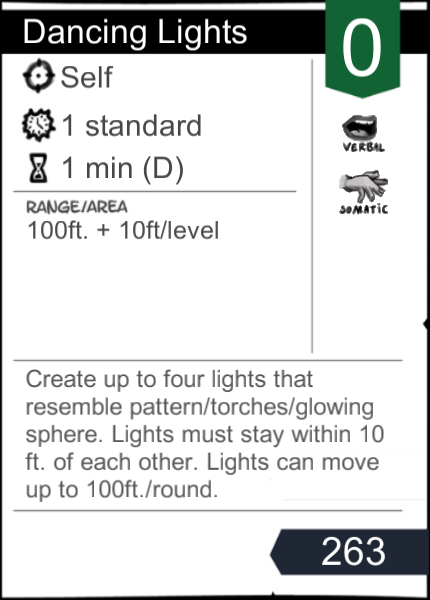 Dancing Lights
0
Self
1 standard
1 min (D)
VERBAL
SOMATIC
RANGE/AREA
100ft. + 10ft/level
Create up to four lights that
resemble pattern/torches/glowing
sphere. Lights must stay within 10
ft. of each other. Lights can move
up to 100ft./round.
263